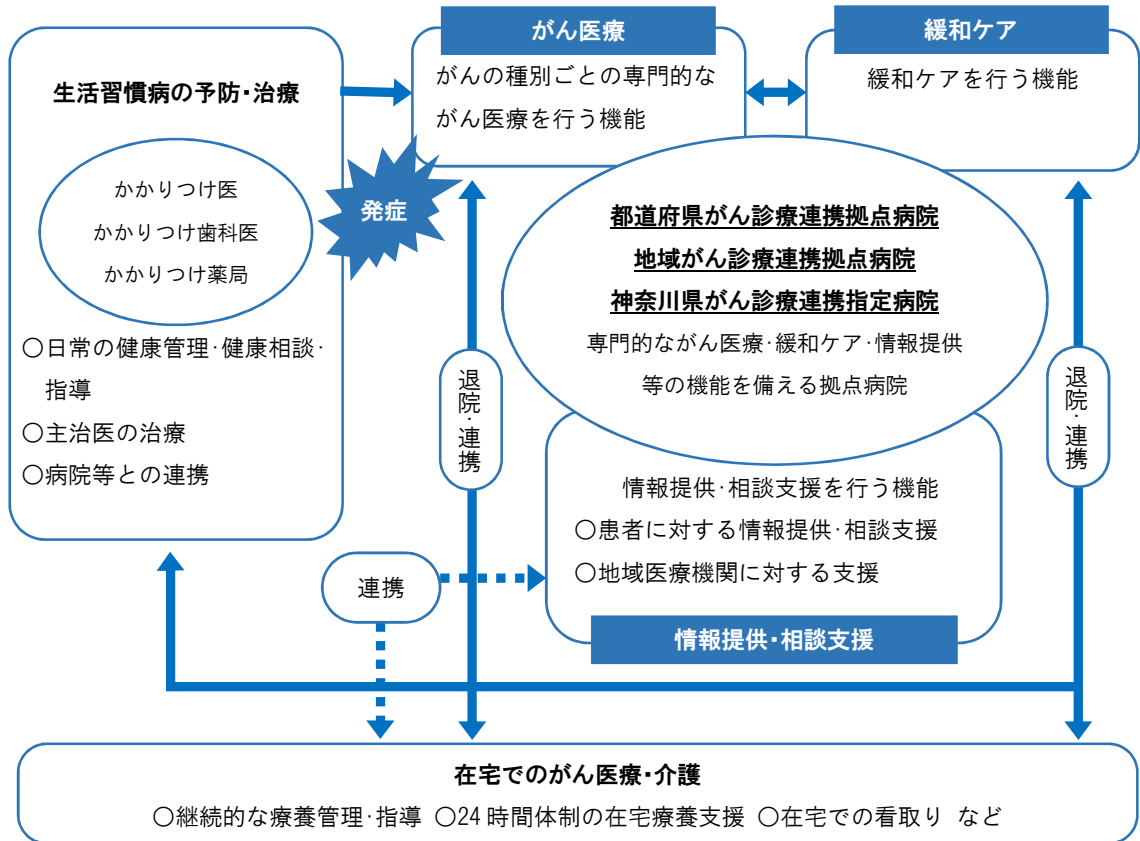 生活習慣病の予防・治療
かかりつけ医
かかりつけ歯科医
かかりつけ薬局
〇日常の健康管理・健康相談・
指導
〇主治医の治療
〇病院等との連携
発症
がん医療
がんの種別ごとの専門的な
がん医療を行う機能
緩和ケア
緩和ケアを行う機能
都道府県がん診療連携拠点病院
地域がん診療連携拠点病院
神奈川県がん診療連携指定病院
専門的ながん医療・緩和ケア・情報提供
等の機能を備える拠点病院
退院・連携
退院・連携
情報提供・相談支援を行う機能
〇患者に対する情報提供・相談支援
〇地域医療機関に対する支援
情報提供・相談支援
連携
在宅でのがん医療・介護
〇継続的な療養管理・指導 〇24時間体制の在宅療養支援 〇在宅での看取り など